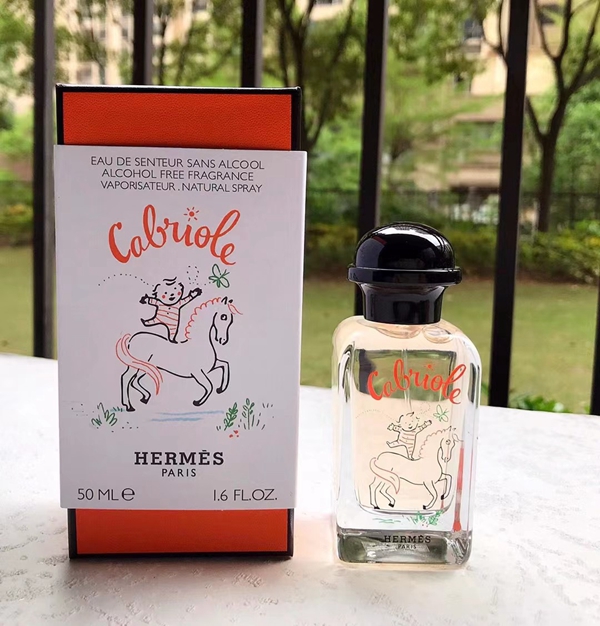 EAU DE SENTEUR SANS ALCOOL
ALCOHOL FREE FRAGRANCE
VAPORISATEUR . NATURAL SPRAY
Cabriole
HERMÈS
PARIS
50 ML e 1.6 FL.OZ.
Cabriole
HERMÈS
PARIS